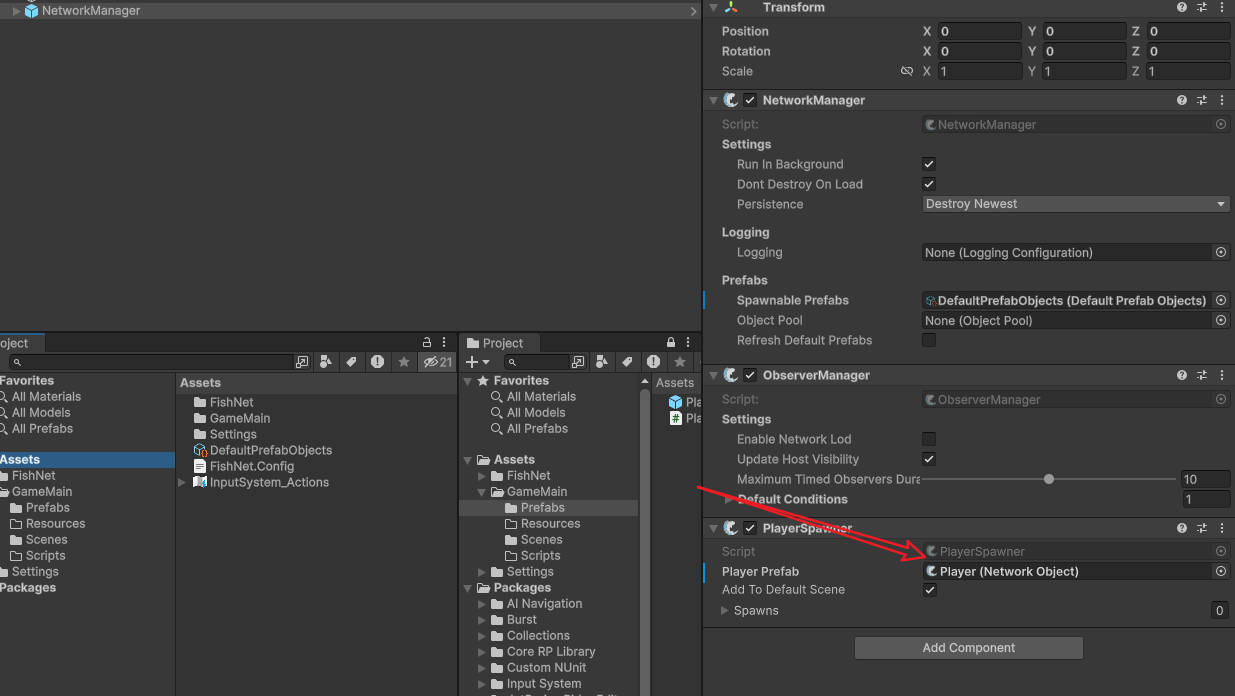 NetworkManager
Transform
Position X 0 Y 0 Z 0
Rotation X 0 Y 0 Z 0
Scale X 1 Y 1 Z 1
NetworkManager
Script: NetworkManager
Settings
Run In Background
Dont Destroy On Load
Persistence Destroy Newest
Logging
Logging None (Logging Configuration)
Prefabs
Spawnable Prefabs DefaultPrefabObjects (Default Prefab Objects)
Object Pool None (Object Pool)
Refresh Default Prefabs
ObserverManager
Script: ObserverManager
Settings
Enable Network Lod
Update Host Visibility
Maximum Timed Observers Dura 10
Default Conditions 1
PlayerSpawner
Script PlayerSpawner
Player Prefab Player (Network Object)
Add To Default Scene
Spawns 0
Add Component
oject
21
Favorites
All Materials
All Models
All Prefabs
Assets
FishNet
GameMain
Prefabs
Resources
Scenes
Scripts
Settings
Packages
Assets
FishNet
GameMain
Settings
DefaultPrefabObjects
FishNet.Config
InputSystem_Actions
Project
Favorites
All Materials
All Models
All Prefabs
Assets
FishNet
GameMain
Prefabs
Resources
Scenes
Scripts
Settings
Packages
AI Navigation
Burst
Collections
Core RP Library
Custom NUnit
Input System
Assets
Pla
Pla